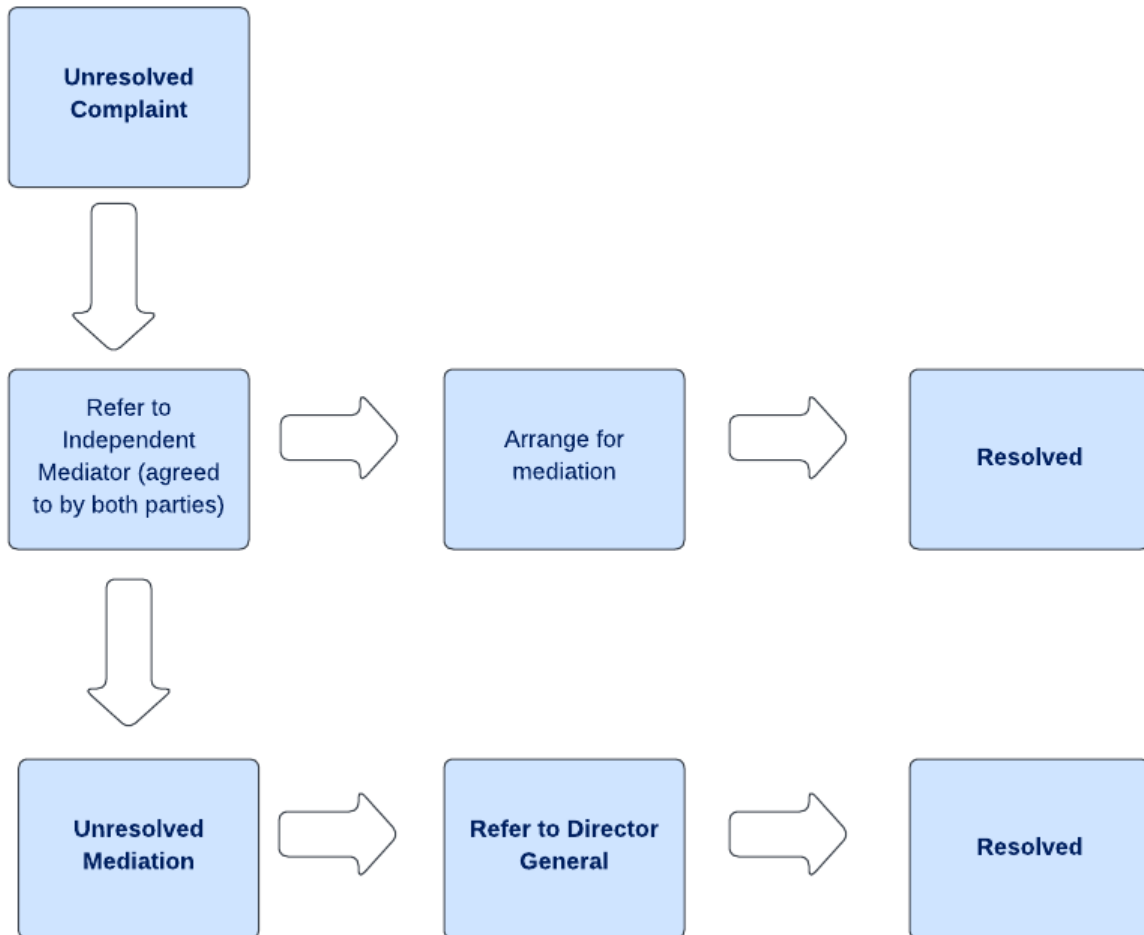 Unresolved
Complaint
Refer to
Independent
Mediator (agreed
to by both parties)
Arrange for
mediation
Resolved
Unresolved
Mediation
Refer to Director
General
Resolved